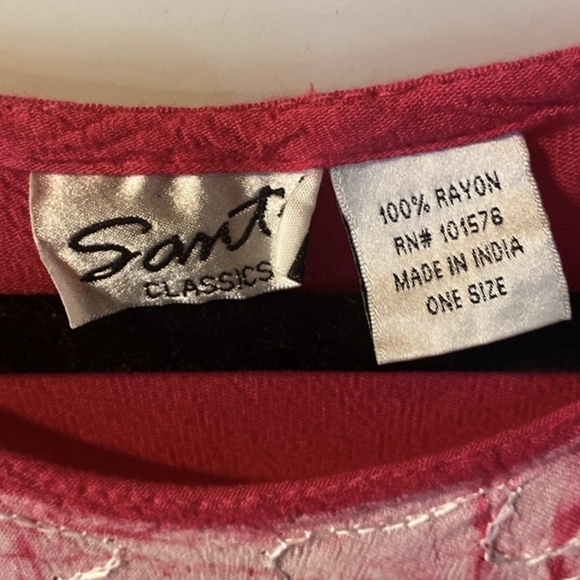 Sant
CLASSICS
100% RAYON
RN# 101576
MADE IN INDIA
ONE SIZE